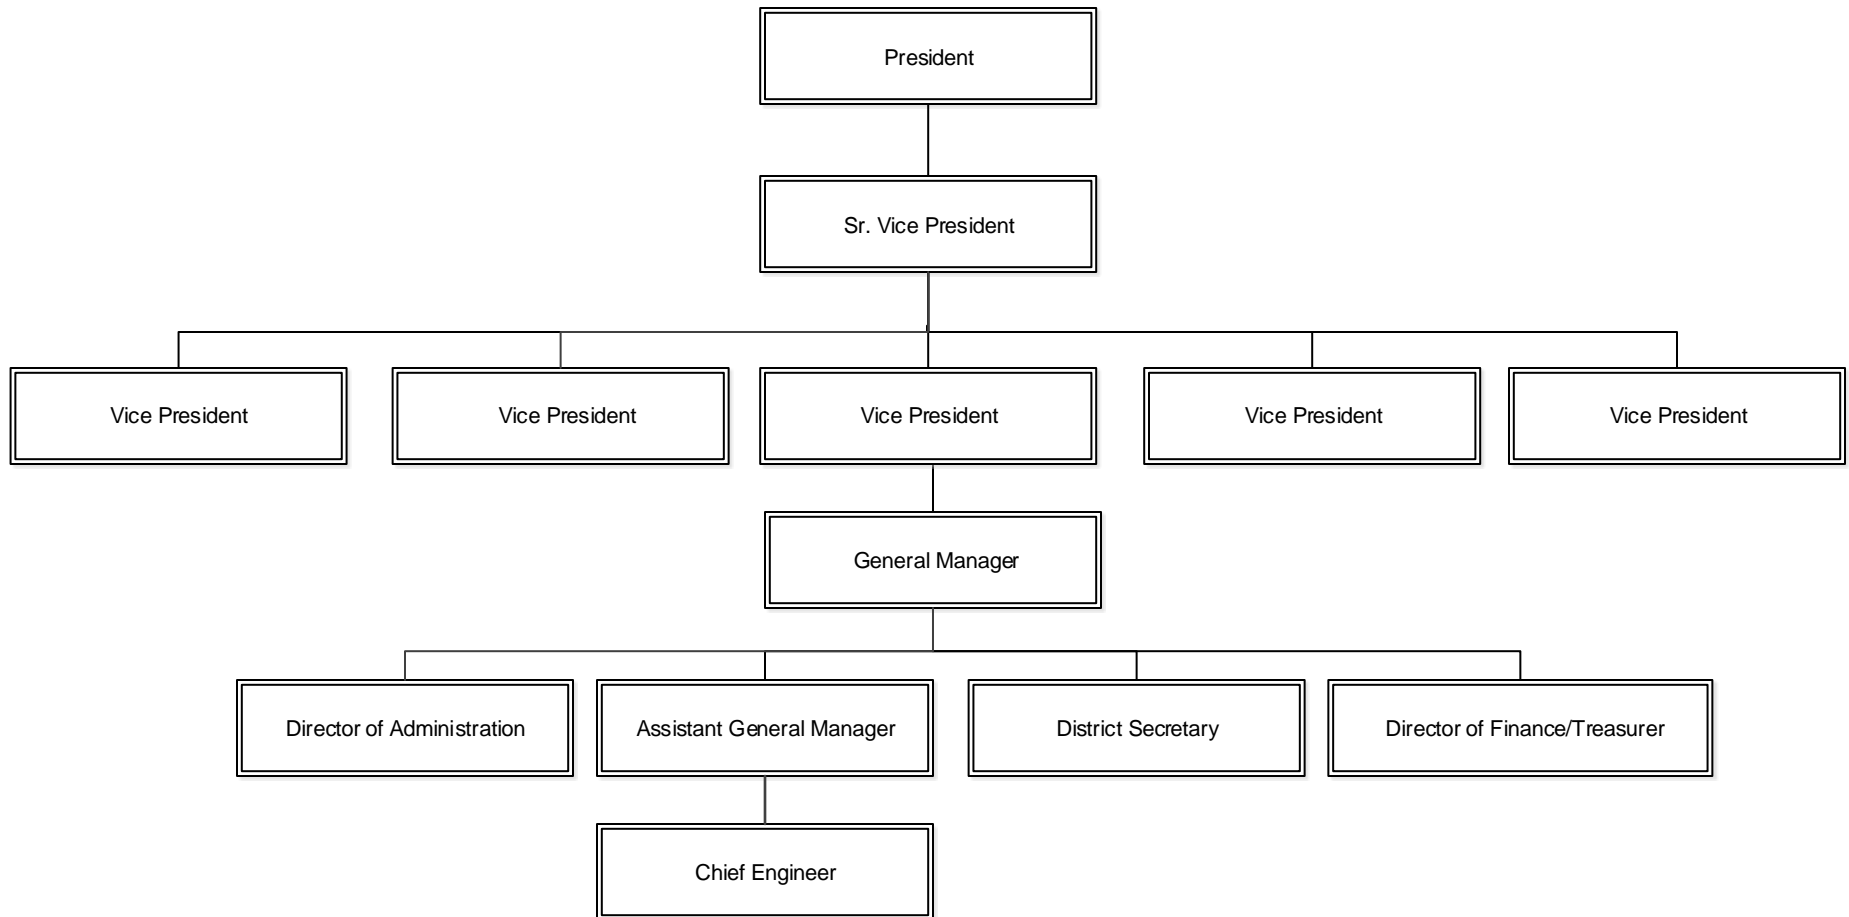 President
Sr. Vice President
Vice President
Vice President
Vice President
Vice President
Vice President
General Manager
Director of Administration
Assistant General Manager
District Secretary
Director of Finance/Treasurer
Chief Engineer